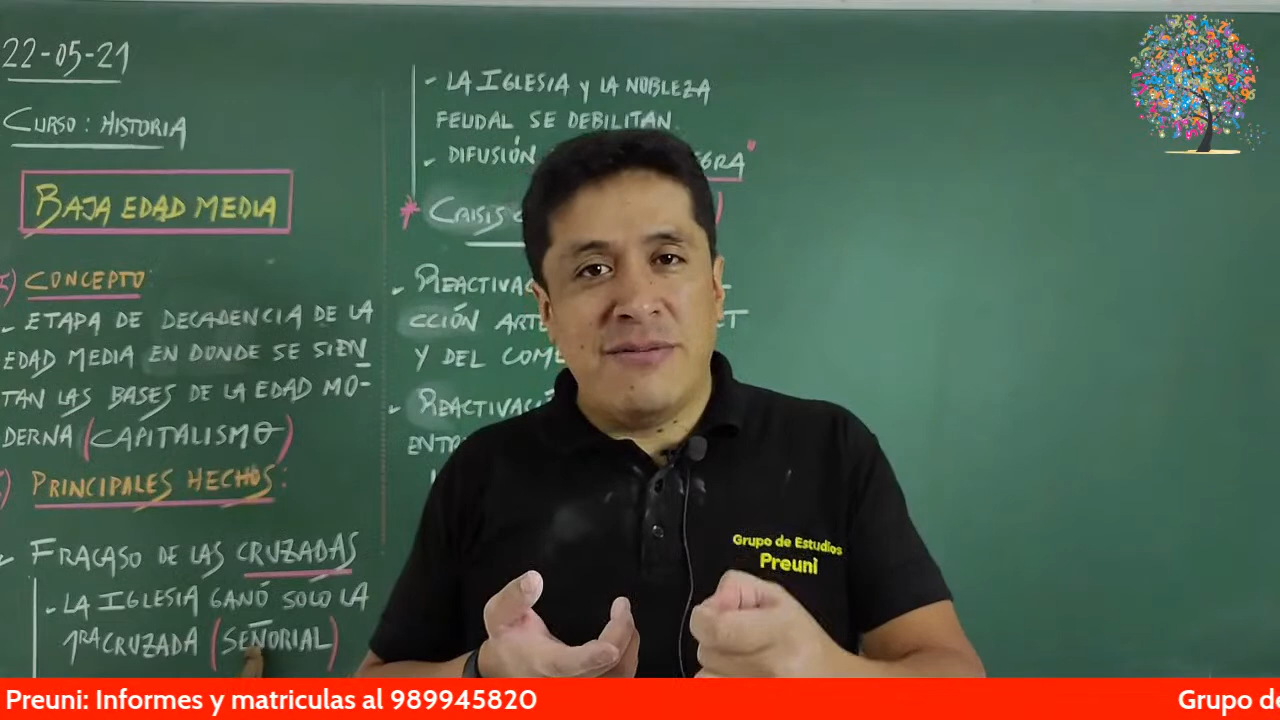 22-05-21
CURSO: HISTORIA
BAJA EDAD MEDIA
I) CONCEPTO:
- ETAPA DE DECADENCIA DE LA
EDAD MEDIA EN DONDE SE SIEN
TAN LAS BASES DE LA EDAD MO-
DERNA (CAPITALISMO)
PRINCIPALES HECHOS:
- FRACASO DE LAS CRUZADAS
- LA IGLESIA GANÓ SOLO LA
1RA CRUZADA (SEÑORIAL)
- LA IGLESIA Y LA NOBLEZA
FEUDAL SE DEBILITAN
- DIFUSIÓN
EGRA"
* CRISIS
- REACTIVAC
CCIÓN ARTE
Y DEL COME
- REACTIVACI
ENTR
Grupo de Estudios
Preuni
Preuni: Informes y matriculas al 989945820
Grupo de